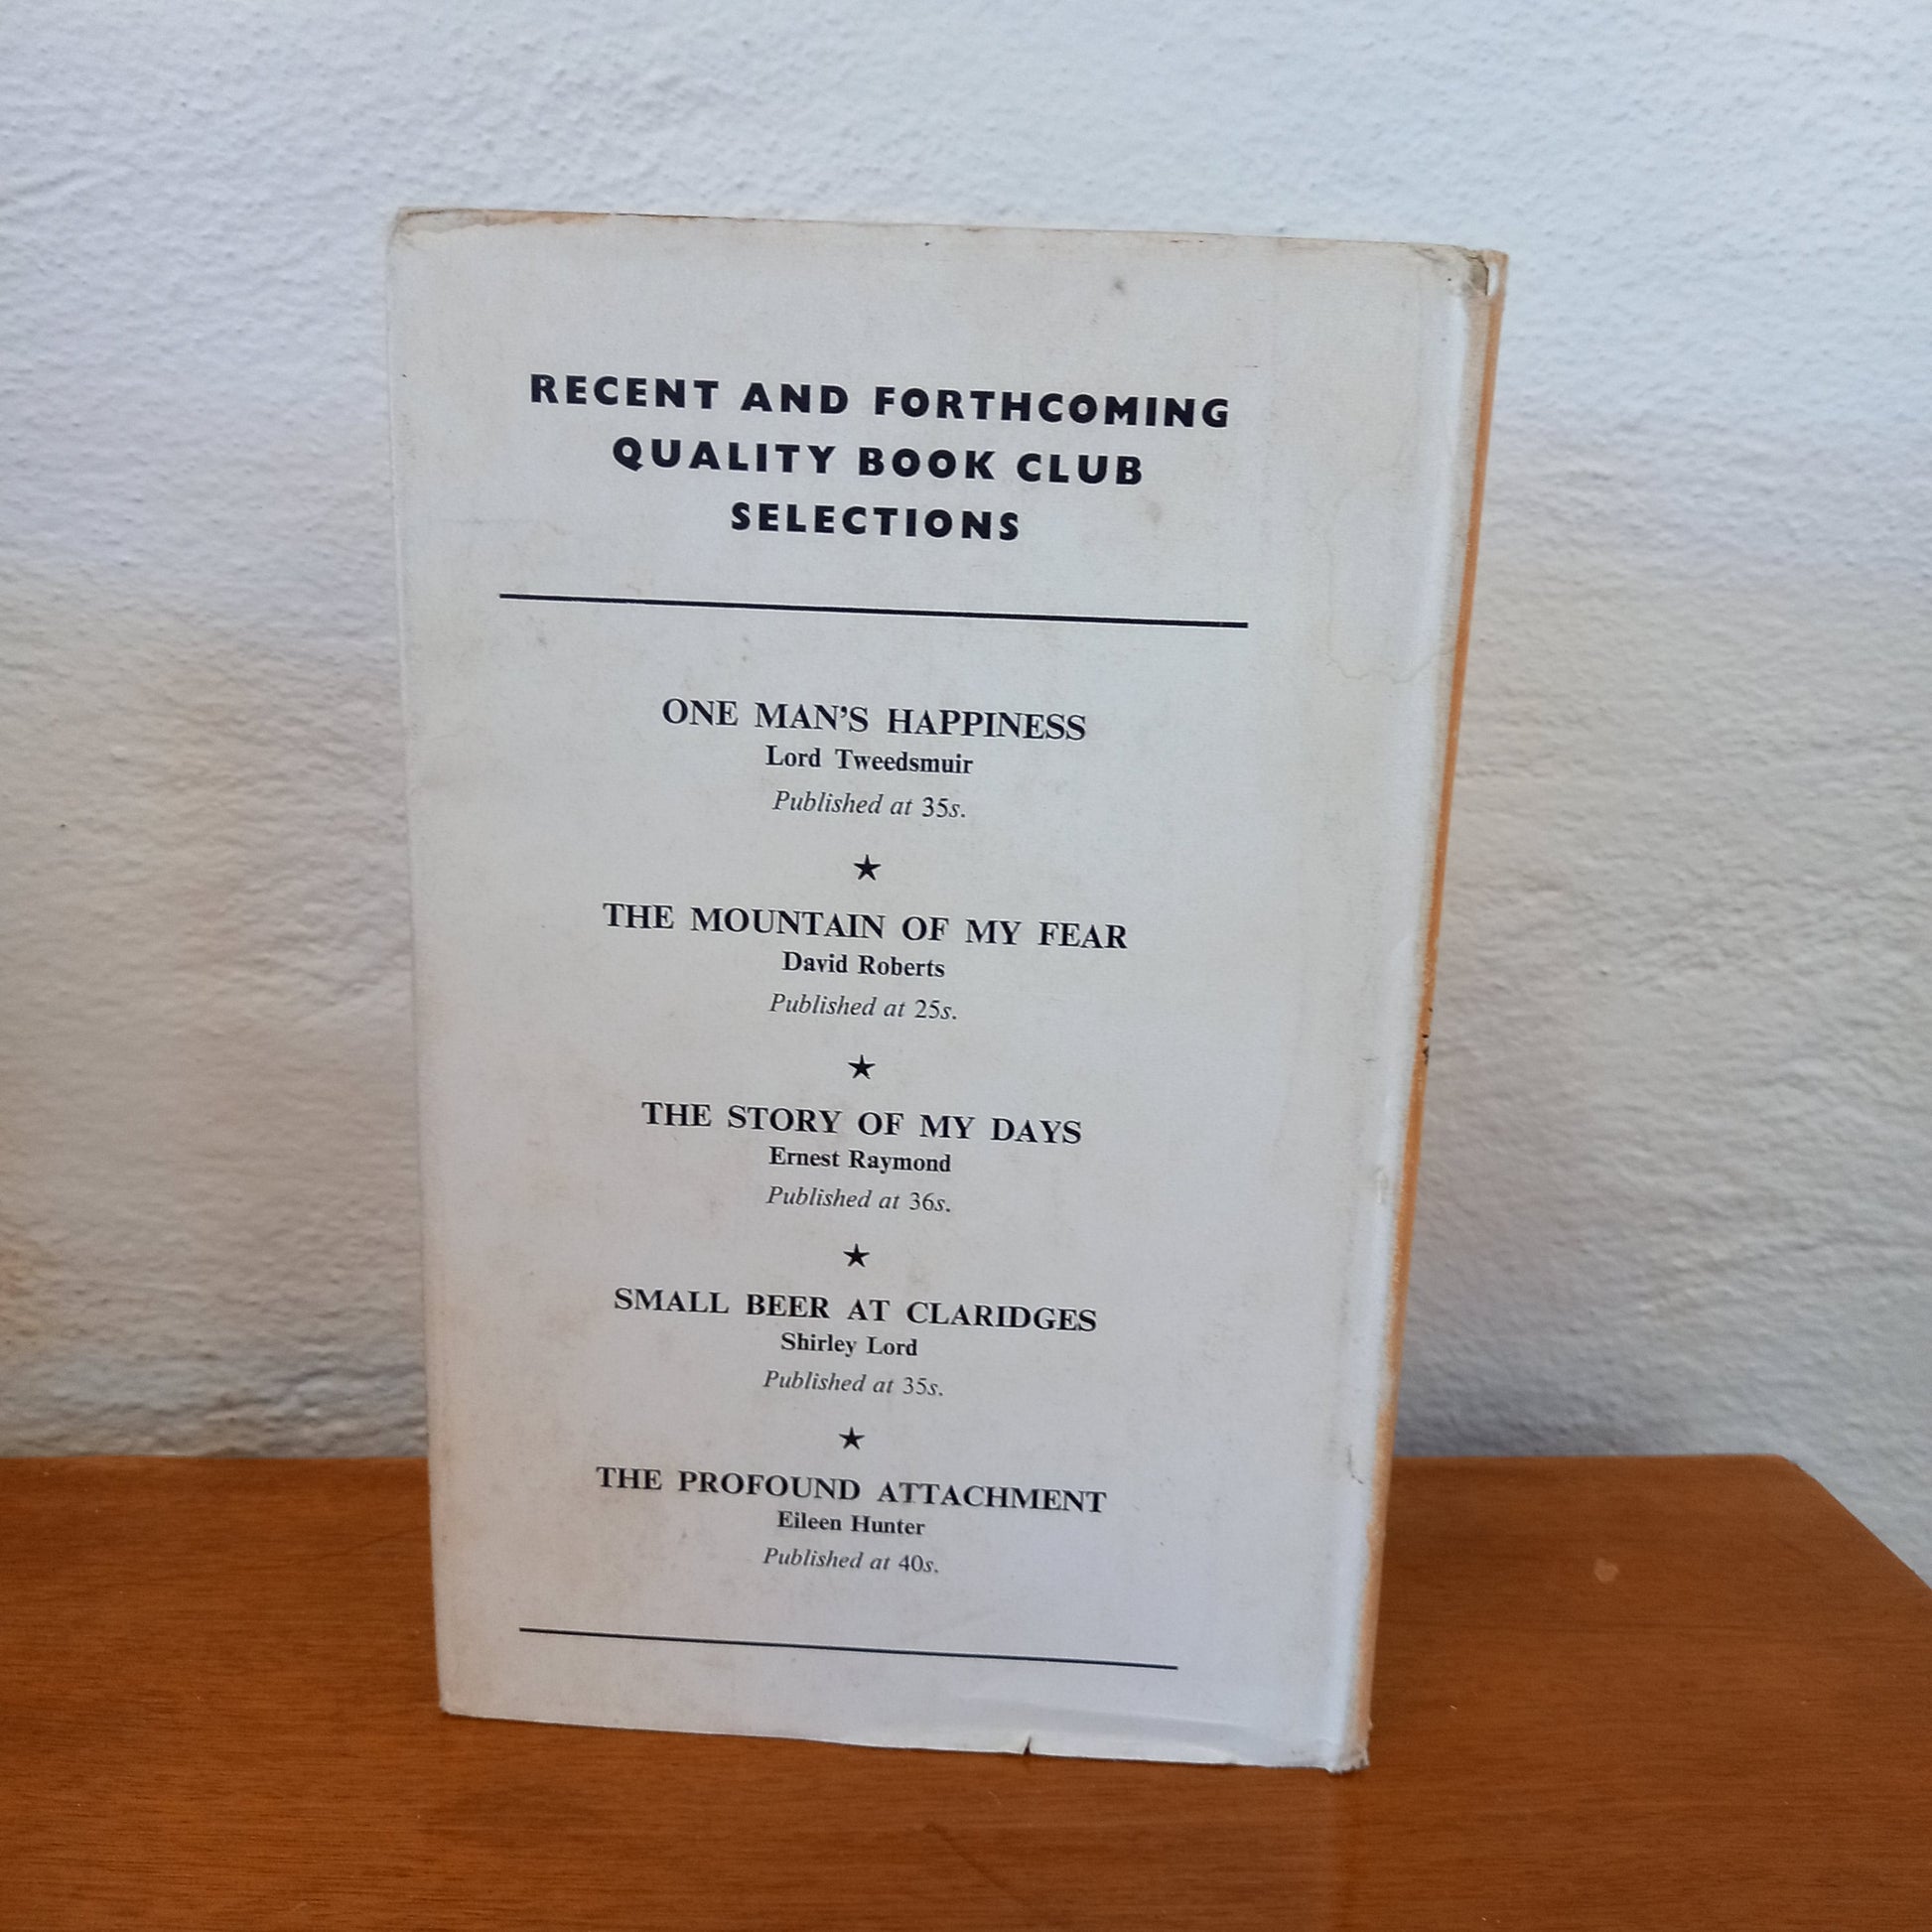 RECENT AND FORTHCOMING
QUALITY BOOK CLUB
SELECTIONS
ONE MAN'S HAPPINESS
Lord Tweedsmuir
Published at 35s.
★
THE MOUNTAIN OF MY FEAR
David Roberts
Published at 25s.
★
THE STORY OF MY DAYS
Ernest Raymond
Published at 36s.
★
SMALL BEER AT CLARIDGES
Shirley Lord
Published at 35s.
★
THE PROFOUND ATTACHMENT
Eileen Hunter
Published at 40s.